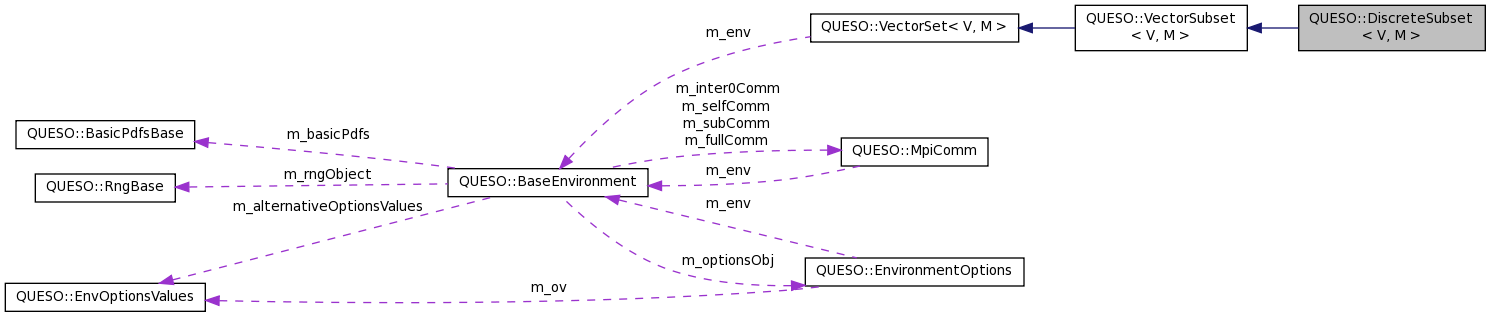 QUESO::VectorSet< V, M >
QUESO::VectorSubset
< V, M >
QUESO::DiscreteSubset
< V, M >
m_env
m_inter0Comm
m_selfComm
m_subComm
m_fullComm
QUESO::BasicPdfsBase
m_basicPdfs
QUESO::MpiComm
m_env
QUESO::RngBase
m_rngObject
QUESO::BaseEnvironment
m_alternativeOptionsValues
m_env
m_optionsObj
QUESO::EnvironmentOptions
QUESO::EnvOptionsValues
m_ov